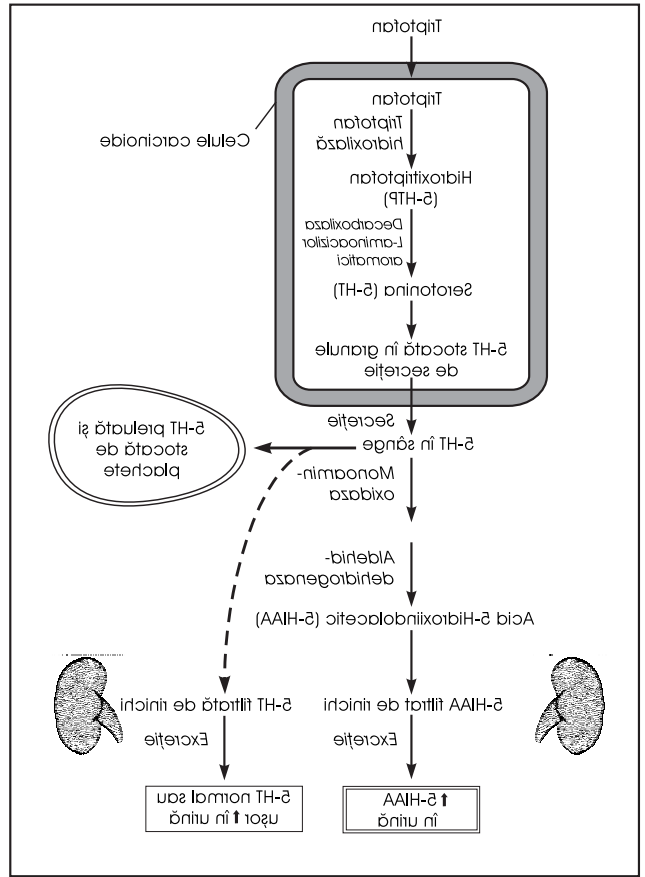 Triptofan
Triptofan
Celule carcinoide
Triptofan
hidroxilază
Hidroxitriptofan
(5-HTP)
Decarboxilaza
L-aminoacizilor
aromatici
Serotonina (5-HT)
5-HT stocată în granule
de secreție
Secreție
5-HT în sânge
5-HT preluată și
stocată de
plachete
Monoamin-
oxidaza
Aldehid-
dehidrogenaza
Acid 5-Hidroxiindolacetic (5-HIAA)
5-HIAA filtrat de rinichi
5-HT filtrată de rinichi
Excreție
Excreție
⬆5-HIAA
în urină
5-HT normal sau
ușor ⬆ în urină